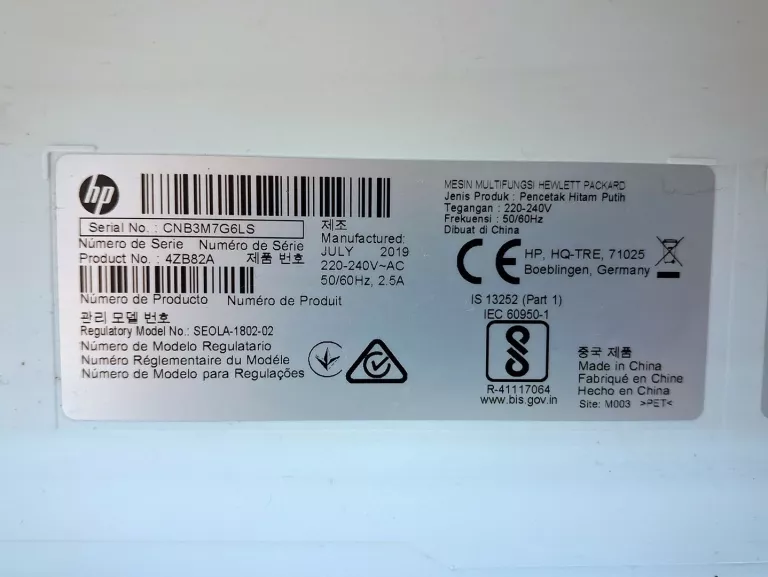 hp
Serial No. : CNB3M7G6LS
Número de Serie Numéro de Série
Product No. : 4ZB82A 제품 번호
Número de Producto Numéro de Produit
관리 모델 번호
Regulatory Model No.: SEOLA-1802-02
Número de Modelo Regulatario
Numéro Réglementaire du Modéle
Número de Modelo para Regulações
제조
Manufactured:
JULY 2019
220-240V~AC
50/60Hz, 2.5A
MESIN MULTIFUNGSI HEWLETT PACKARD
Jenis Produk : Pencetak Hitam Putih
Tegangan : 220-240V
Frekuensi : 50/60Hz
Dibuat di China
CE
HP, HQ-TRE, 71025
Boeblingen, Germany
IS 13252 (Part 1)
IEC 60950-1
R-41117064
www.bis.gov.in
중국 제품
Made in China
Fabriqué en Chine
Hecho en China
Site: M003 >PET<